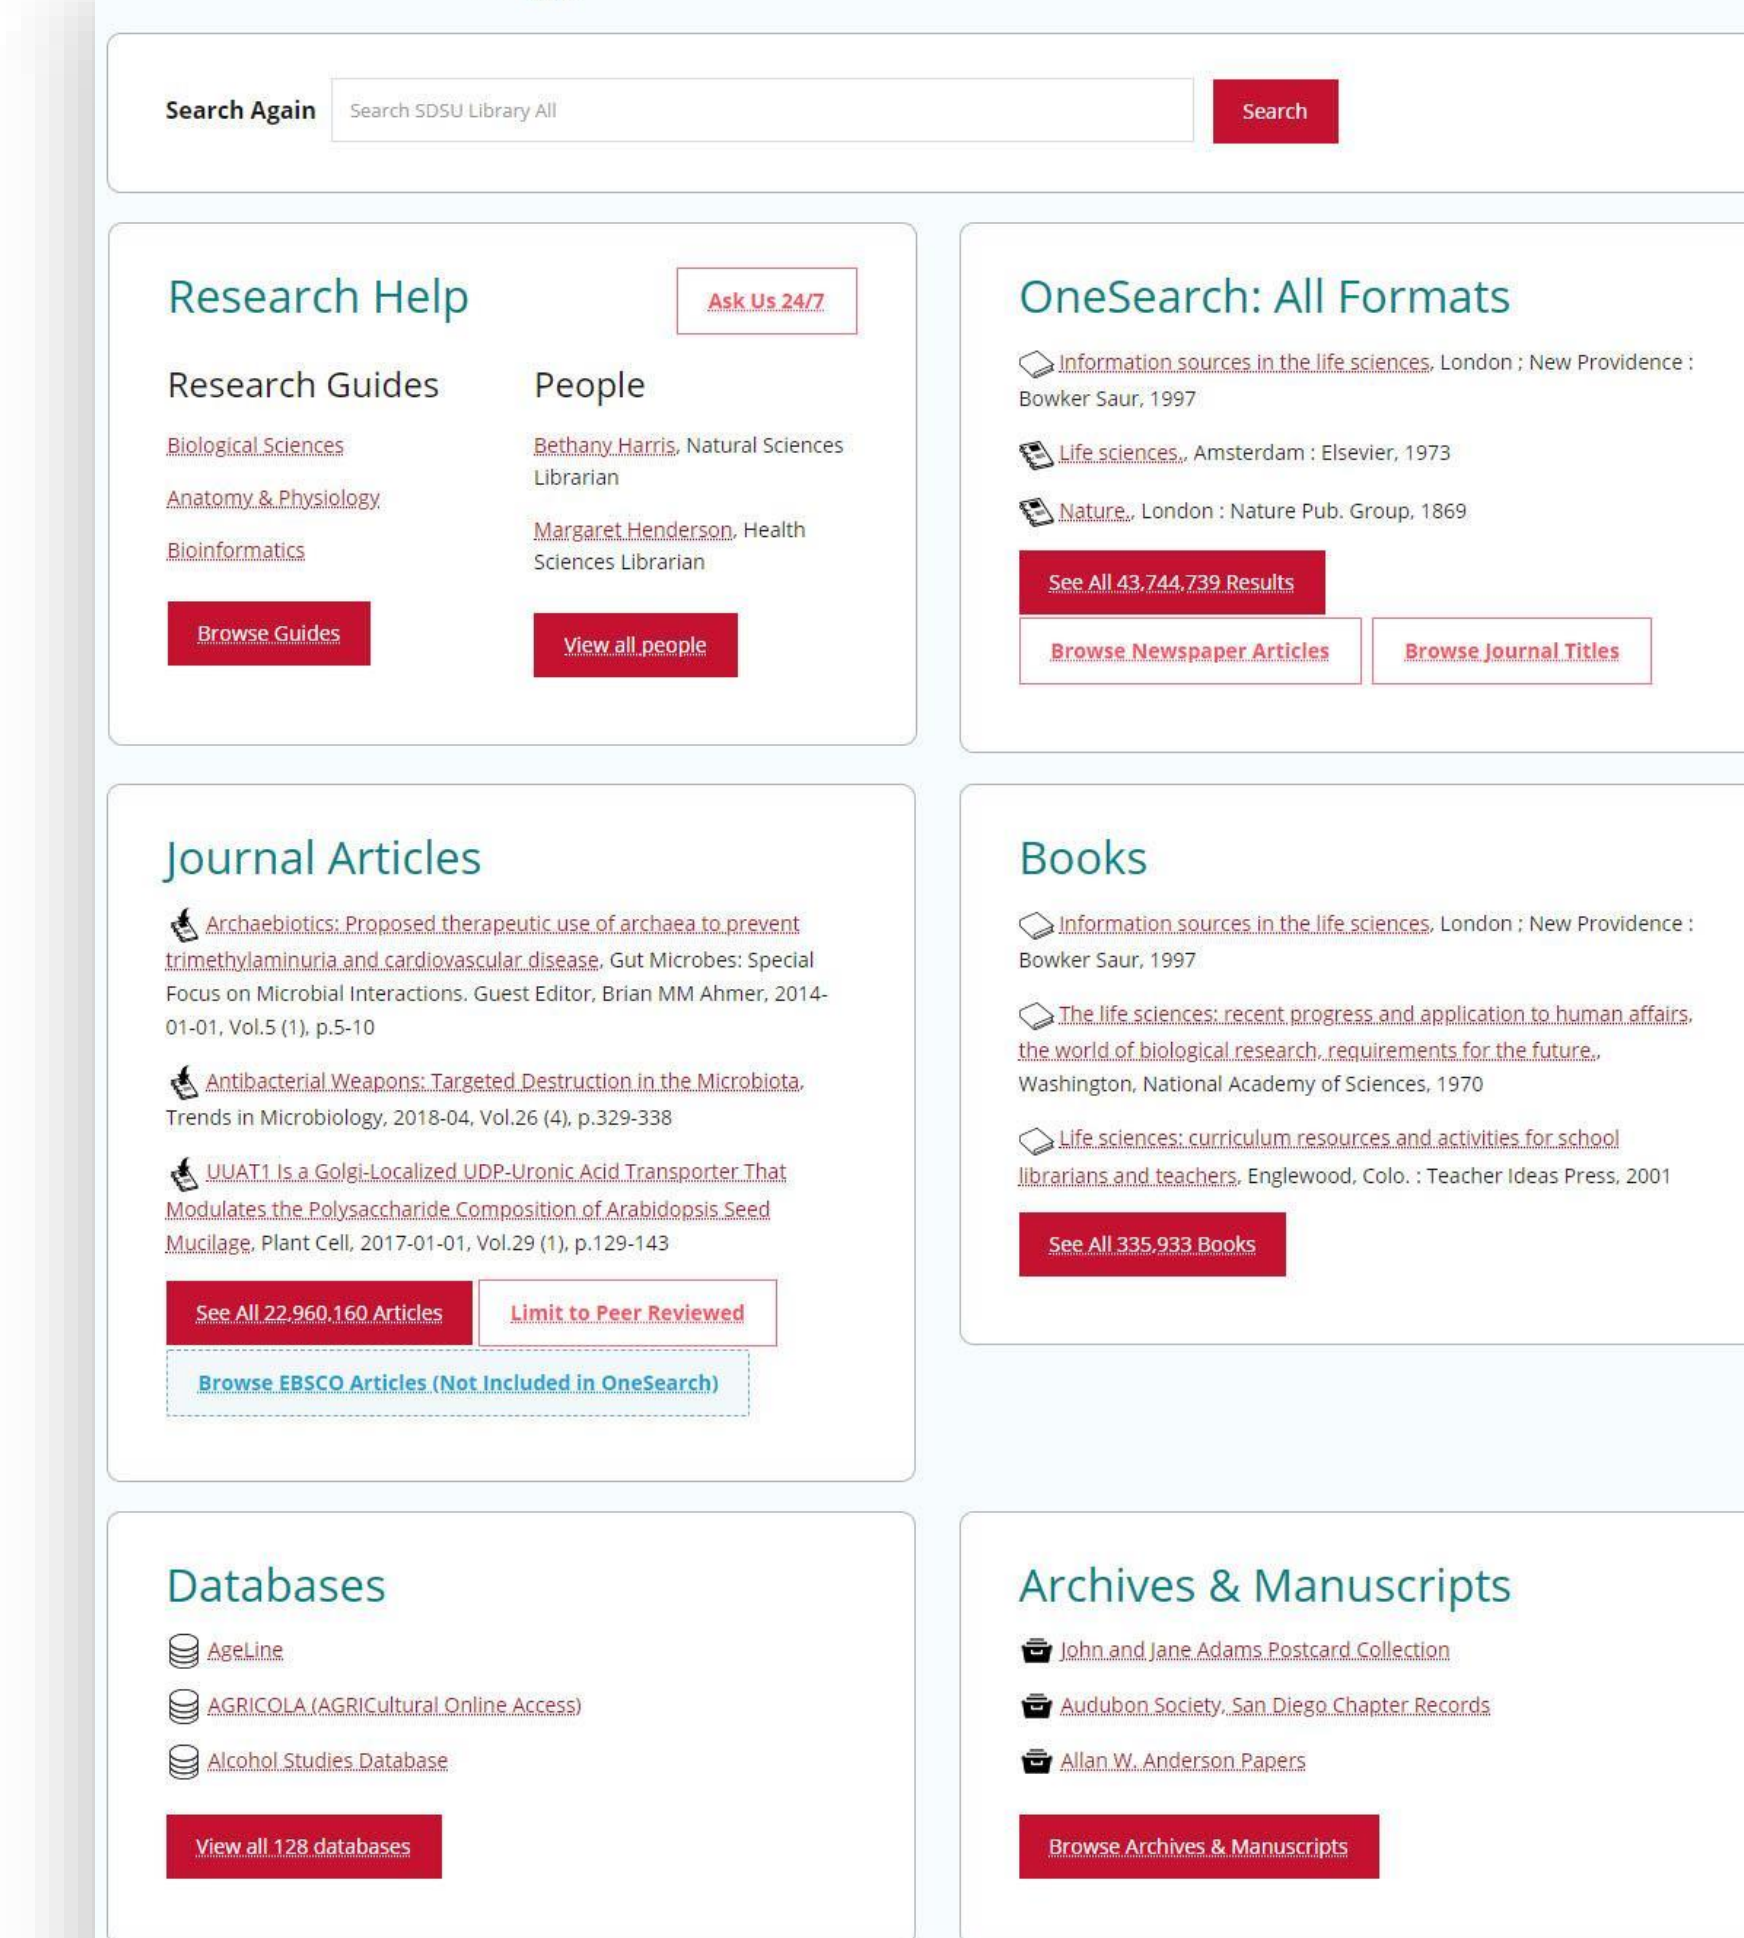 Search Again
Search SDSU Library All
Search
Research Help
Ask Us 24/7
Research Guides
Biological Sciences
Anatomy & Physiology
Bioinformatics
Browse Guides
People
Bethany Harris, Natural Sciences
Librarian
Margaret Henderson, Health
Sciences Librarian
View all people
OneSearch: All Formats
Information sources in the life sciences, London ; New Providence :
Bowker Saur, 1997
Life sciences., Amsterdam : Elsevier, 1973
Nature., London : Nature Pub. Group, 1869
See All 43,744,739 Results
Browse Newspaper Articles
Browse Journal Titles
Journal Articles
Archaebiotics: Proposed therapeutic use of archaea to prevent
trimethylaminuria and cardiovascular disease, Gut Microbes: Special
Focus on Microbial Interactions. Guest Editor, Brian MM Ahmer, 2014-
01-01, Vol.5 (1), p.5-10
Antibacterial Weapons: Targeted Destruction in the Microbiota,
Trends in Microbiology, 2018-04, Vol.26 (4), p.329-338
UUAT1 Is a Golgi-Localized UDP-Uronic Acid Transporter That
Modulates the Polysaccharide Composition of Arabidopsis Seed
Mucilage, Plant Cell, 2017-01-01, Vol.29 (1), p.129-143
See All 22,960,160 Articles
Limit to Peer Reviewed
Browse EBSCO Articles (Not Included in OneSearch)
Books
Information sources in the life sciences, London ; New Providence :
Bowker Saur, 1997
The life sciences: recent progress and application to human affairs,
the world of biological research, requirements for the future.,
Washington, National Academy of Sciences, 1970
Life sciences: curriculum resources and activities for school
librarians and teachers, Englewood, Colo. : Teacher Ideas Press, 2001
See All 335,933 Books
Databases
AgeLine
AGRICOLA (AGRICultural Online Access)
Alcohol Studies Database
View all 128 databases
Archives & Manuscripts
John and Jane Adams Postcard Collection
Audubon Society, San Diego Chapter Records
Allan W. Anderson Papers
Browse Archives & Manuscripts